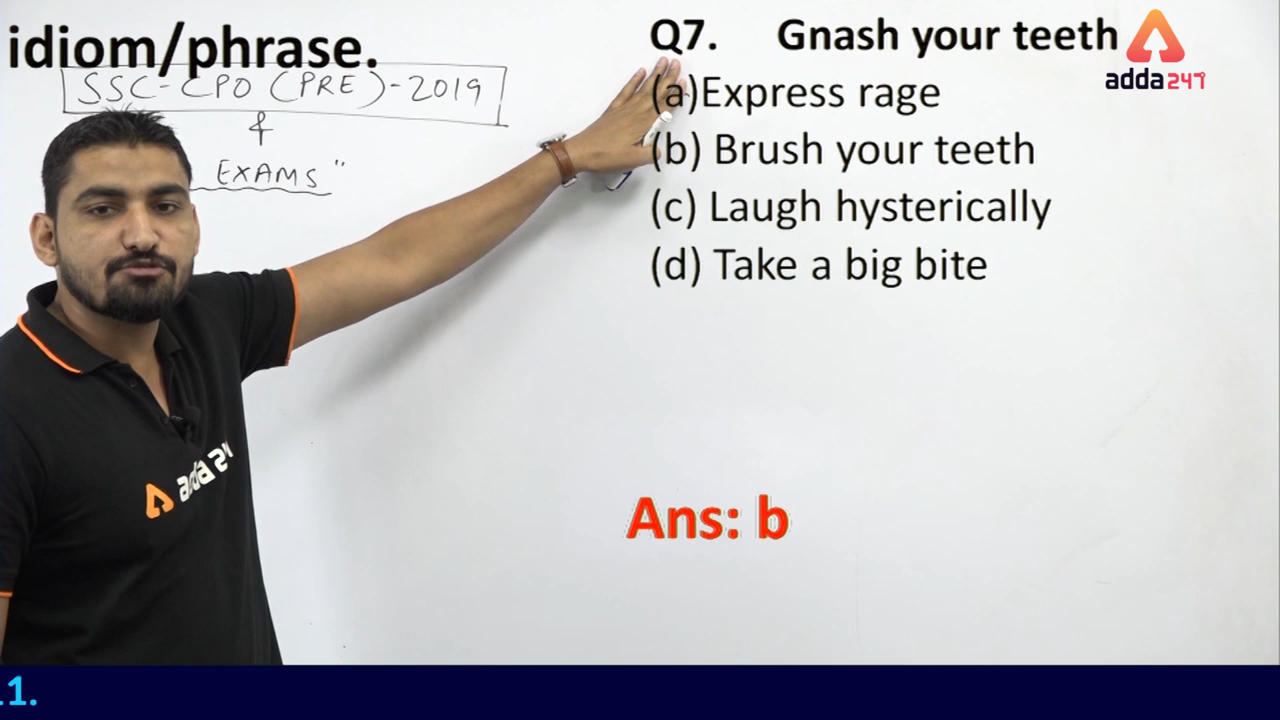 idiom/phrase.
SSC-CPO (PRE)-2019
&
EXAMS"
Q7. Gnash your teeth
(a)Express rage
(b) Brush your teeth
(c) Laugh hysterically
(d) Take a big bite
Ans: b
adda247
adda24
1.